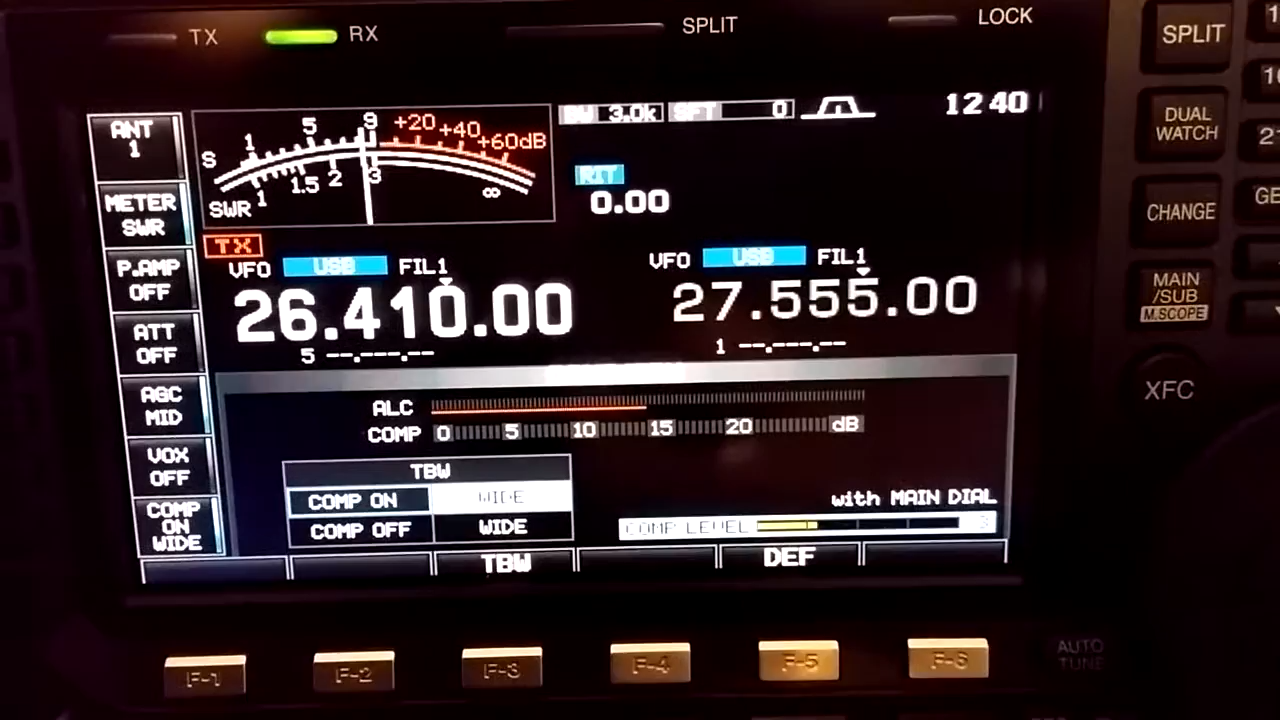 TX RX SPLIT LOCK
SPLIT
ANT
1
S 1 5 9 +20 +40 +60dB
SWR 1 1.5 2 3 ∞
BW 3.0k SFT 0
12 40
DUAL
WATCH
RIT
0.00
METER
SWR
CHANGE
TX
VFO USB FIL1
26.410.00
5 --.---.--
VFO USB FIL1
27.555.00
1 --.---.--
P.AMP
OFF
MAIN
/SUB
M.SCOPE
ATT
OFF
XFC
AGC
MID
ALC
COMP 0 5 10 15 20 dB
VOX
OFF
TBW
COMP ON WIDE
COMP OFF WIDE
with MAIN DIAL
COMP LEVEL 3
COMP
ON
WIDE
TBW DEF
F-1 F-2 F-3 F-4 F-5 F-6
AUTO
TUNE